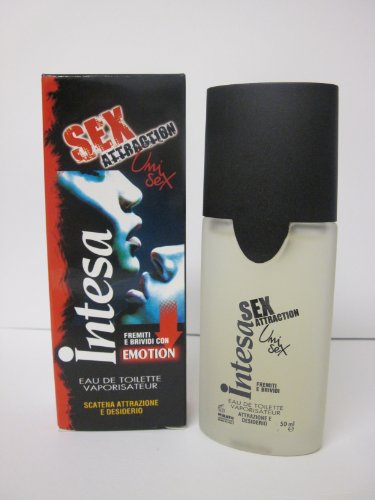 SEX
ATTRACTION
Uni
sex
intesa
FREMITI
E BRIVIDI CON
EMOTION
EAU DE TOILETTE
VAPORISATEUR
SCATENA ATTRAZIONE
E DESIDERIO
intesa
SEX
ATTRACTION
Uni
sex
FREMITI
E BRIVIDI
EAU DE TOILETTE
VAPORISATEUR
ATTRAZIONE E
DESIDERIO
50 ml e